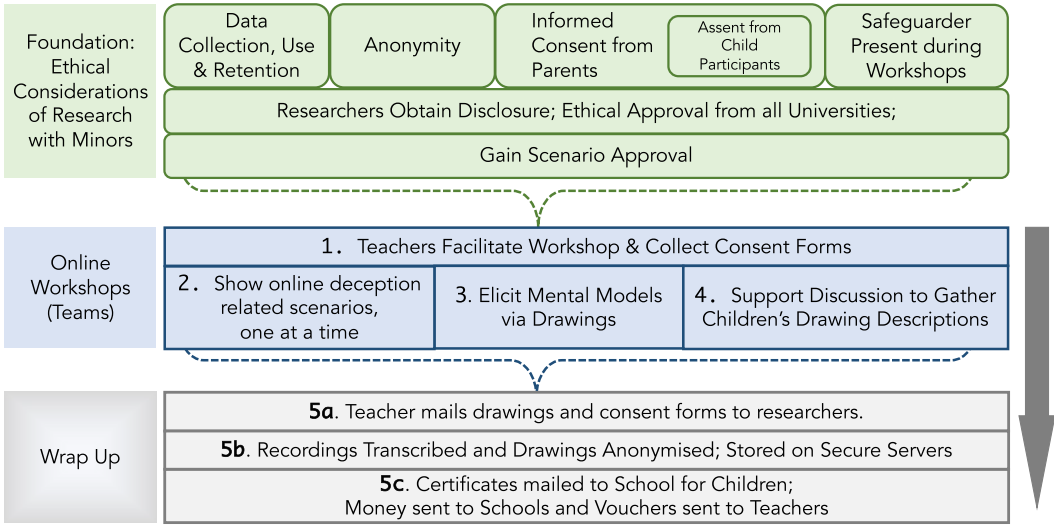 Foundation:
Ethical
Considerations
of Research
with Minors
Data
Collection, Use
& Retention
Anonymity
Informed
Consent from
Parents
Assent from
Child
Participants
Safeguarder
Present during
Workshops
Researchers Obtain Disclosure; Ethical Approval from all Universities;
Gain Scenario Approval
Online
Workshops
(Teams)
1. Teachers Facilitate Workshop & Collect Consent Forms
2. Show online deception
related scenarios,
one at a time
3. Elicit Mental Models
via Drawings
4. Support Discussion to Gather
Children's Drawing Descriptions
Wrap Up
5a. Teacher mails drawings and consent forms to researchers.
5b. Recordings Transcribed and Drawings Anonymised; Stored on Secure Servers
5c. Certificates mailed to School for Children;
Money sent to Schools and Vouchers sent to Teachers